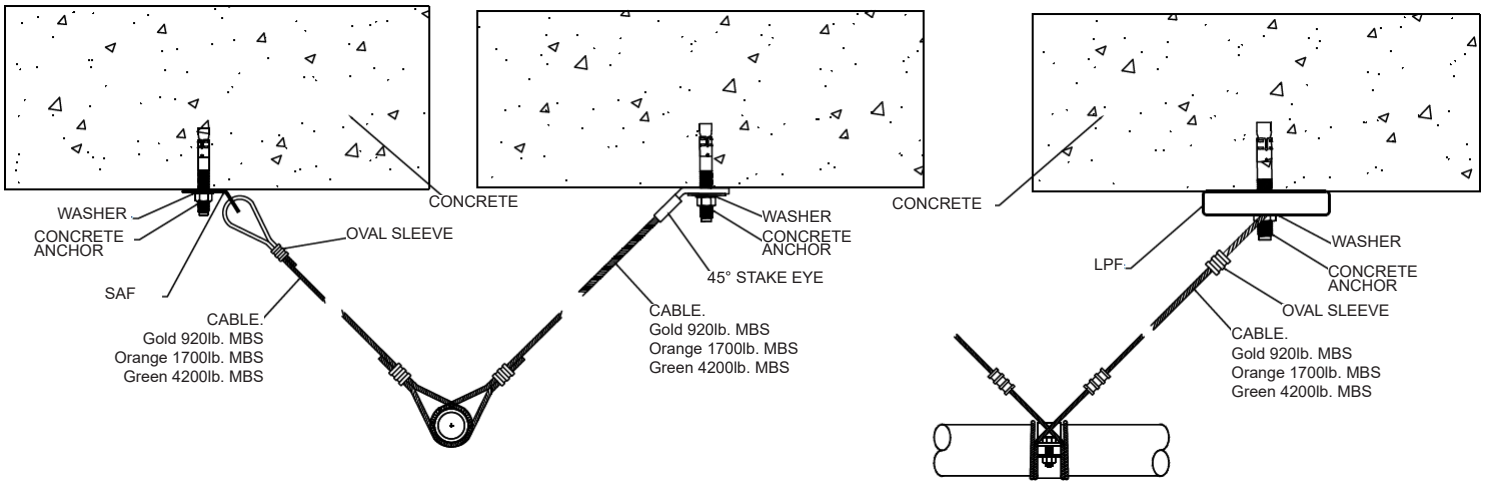 CONCRETE
WASHER
CONCRETE
ANCHOR
OVAL SLEEVE
SAF
CABLE.
Gold 920lb. MBS
Orange 1700lb. MBS
Green 4200lb. MBS
WASHER
CONCRETE
ANCHOR
45° STAKE EYE
CABLE.
Gold 920lb. MBS
Orange 1700lb. MBS
Green 4200lb. MBS
CONCRETE
LPF
WASHER
CONCRETE
ANCHOR
OVAL SLEEVE
CABLE.
Gold 920lb. MBS
Orange 1700lb. MBS
Green 4200lb. MBS